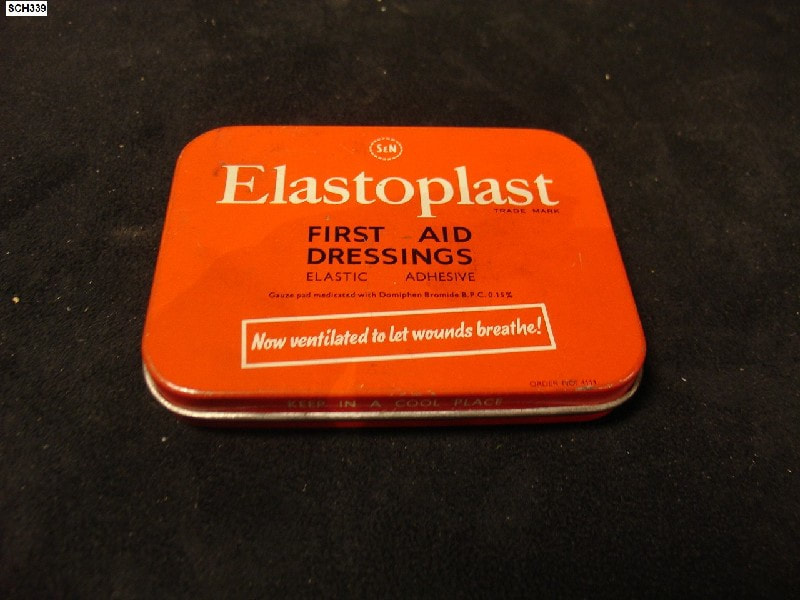 SCH339
S&N
Elastoplast
TRADE MARK
FIRST AID
DRESSINGS
ELASTIC ADHESIVE
Gauze pad medicated with Domiphen Bromide B.P.C. 0.15%
Now ventilated to let wounds breathe!
ORDER
KEEP IN A COOL PLACE